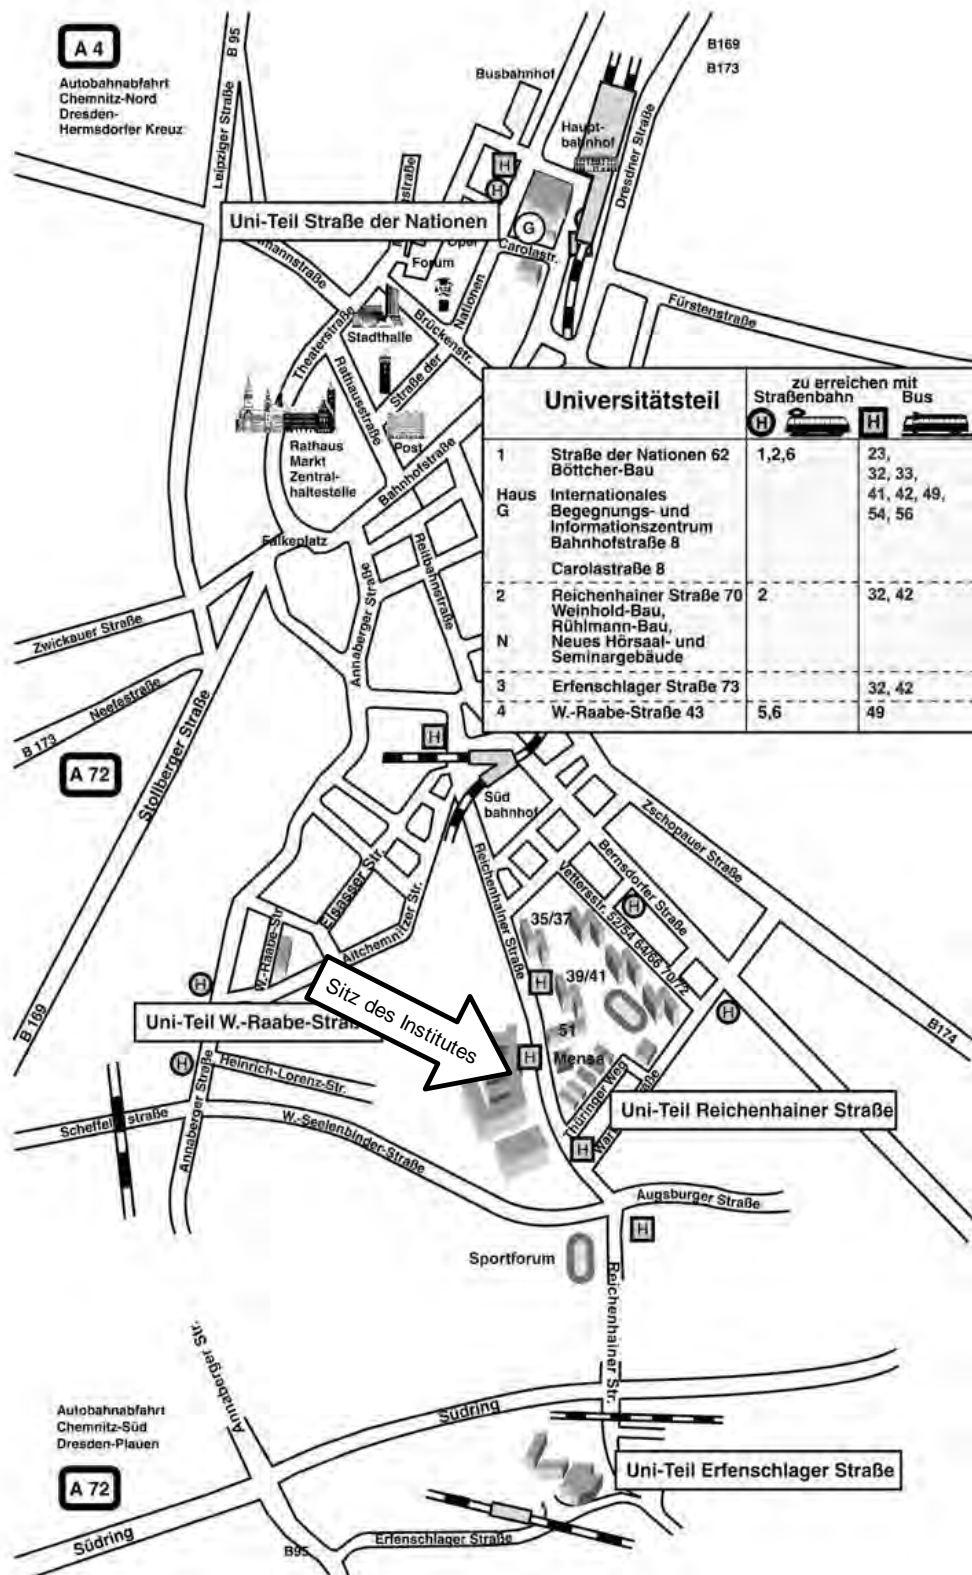 A 4
Autobahnabfahrt
Chemnitz-Nord
Dresden-
Hermsdorfer Kreuz
B 95
Leipziger Straße
Busbahnhof
Haupt-
bahnhof
B169
B173
Dresdner Straße
H
H
Uni-Teil Straße der Nationen
G
Carolastr.
Forum
Nationen
Brückenstr.
Straße der
Stadthalle
Theaterstraße
Rathausstraße
Fürstenstraße
Rathaus
Markt
Zentral-
haltestelle
Post
Bahnhofstraße
Falkeplatz
Reitbahnstraße
Annaberger Straße
Zwickauer Straße
Neefestraße
B 173
Stollberger Straße
A 72
B 169
Universitätsteil
zu erreichen mit
Straßenbahn Bus
H H
1 Straße der Nationen 62 1,2,6 23,
Böttcher-Bau 32, 33,
Haus Internationales 41, 42, 49,
G Begegnungs- und 54, 56
Informationszentrum
Bahnhofstraße 8
Carolastraße 8
2 Reichenhainer Straße 70 2 32, 42
Weinhold-Bau,
Rühlmann-Bau,
N Neues Hörsaal- und
Seminargebäude
3 Erfenschlager Straße 73 32, 42
4 W.-Raabe-Straße 43 5,6 49
H
Süd
bahnhof
Zschopauer Straße
Bernsdorfer Straße
Vettersstr. 52/54 64/66 70/72
Reichenhainer Straße
Elsasser Str.
Altchemnitzer Str.
W.-Raabe-Str.
35/37
39/41
51
Mensa
H
H
H
H
H
H
B174
Sitz des Institutes
Uni-Teil W.-Raabe-Straß
Heinrich-Lorenz-Str.
Scheffelstraße
Annaberger Straße
W.-Seelenbinder-Straße
Thüringer Weg
Uni-Teil Reichenhainer Straße
H
Augsburger Straße
H
Sportforum
Reichenhainer Str.
Annaberger Str.
Autobahnabfahrt
Chemnitz-Süd
Dresden-Plauen
A 72
Südring
Südring
Uni-Teil Erfenschlager Straße
Erfenschlager Straße
B95